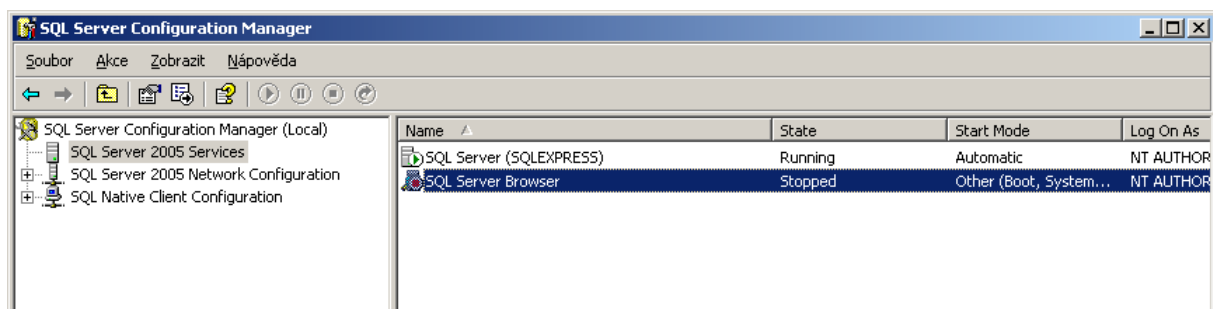 SQL Server Configuration Manager
Soubor Akce Zobrazit Nápověda
SQL Server Configuration Manager (Local)
SQL Server 2005 Services
SQL Server 2005 Network Configuration
SQL Native Client Configuration
Name State Start Mode Log On As
SQL Server (SQLEXPRESS) Running Automatic NT AUTHOR
SQL Server Browser Stopped Other (Boot, System... NT AUTHOR